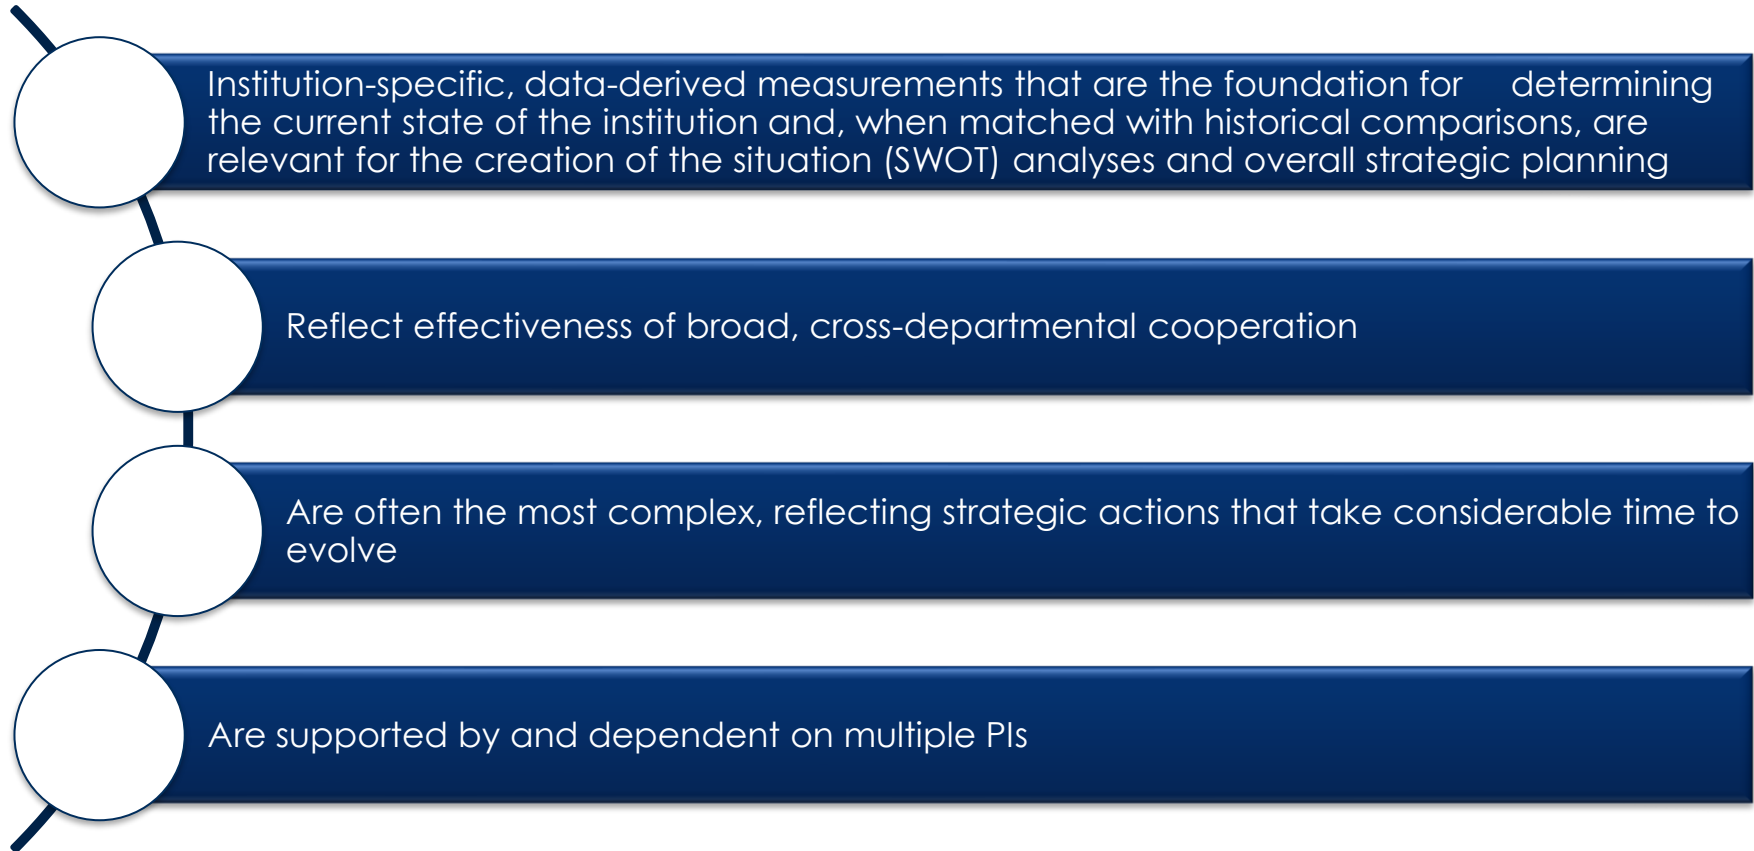 Institution-specific, data-derived measurements that are the foundation for determining
the current state of the institution and, when matched with historical comparisons, are
relevant for the creation of the situation (SWOT) analyses and overall strategic planning
Reflect effectiveness of broad, cross-departmental cooperation
Are often the most complex, reflecting strategic actions that take considerable time to
evolve
Are supported by and dependent on multiple PIs